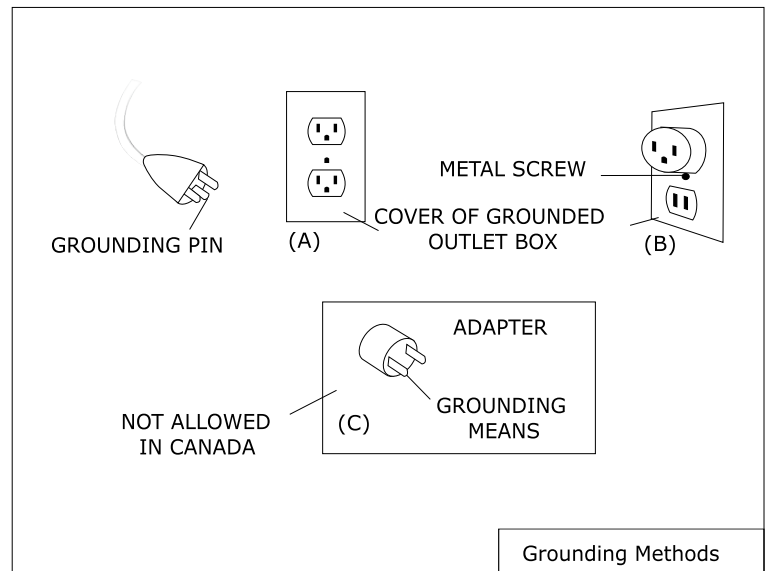 METAL SCREW
GROUNDING PIN
(A)
COVER OF GROUNDED
OUTLET BOX
(B)
ADAPTER
GROUNDING
MEANS
NOT ALLOWED
IN CANADA
(C)
Grounding Methods